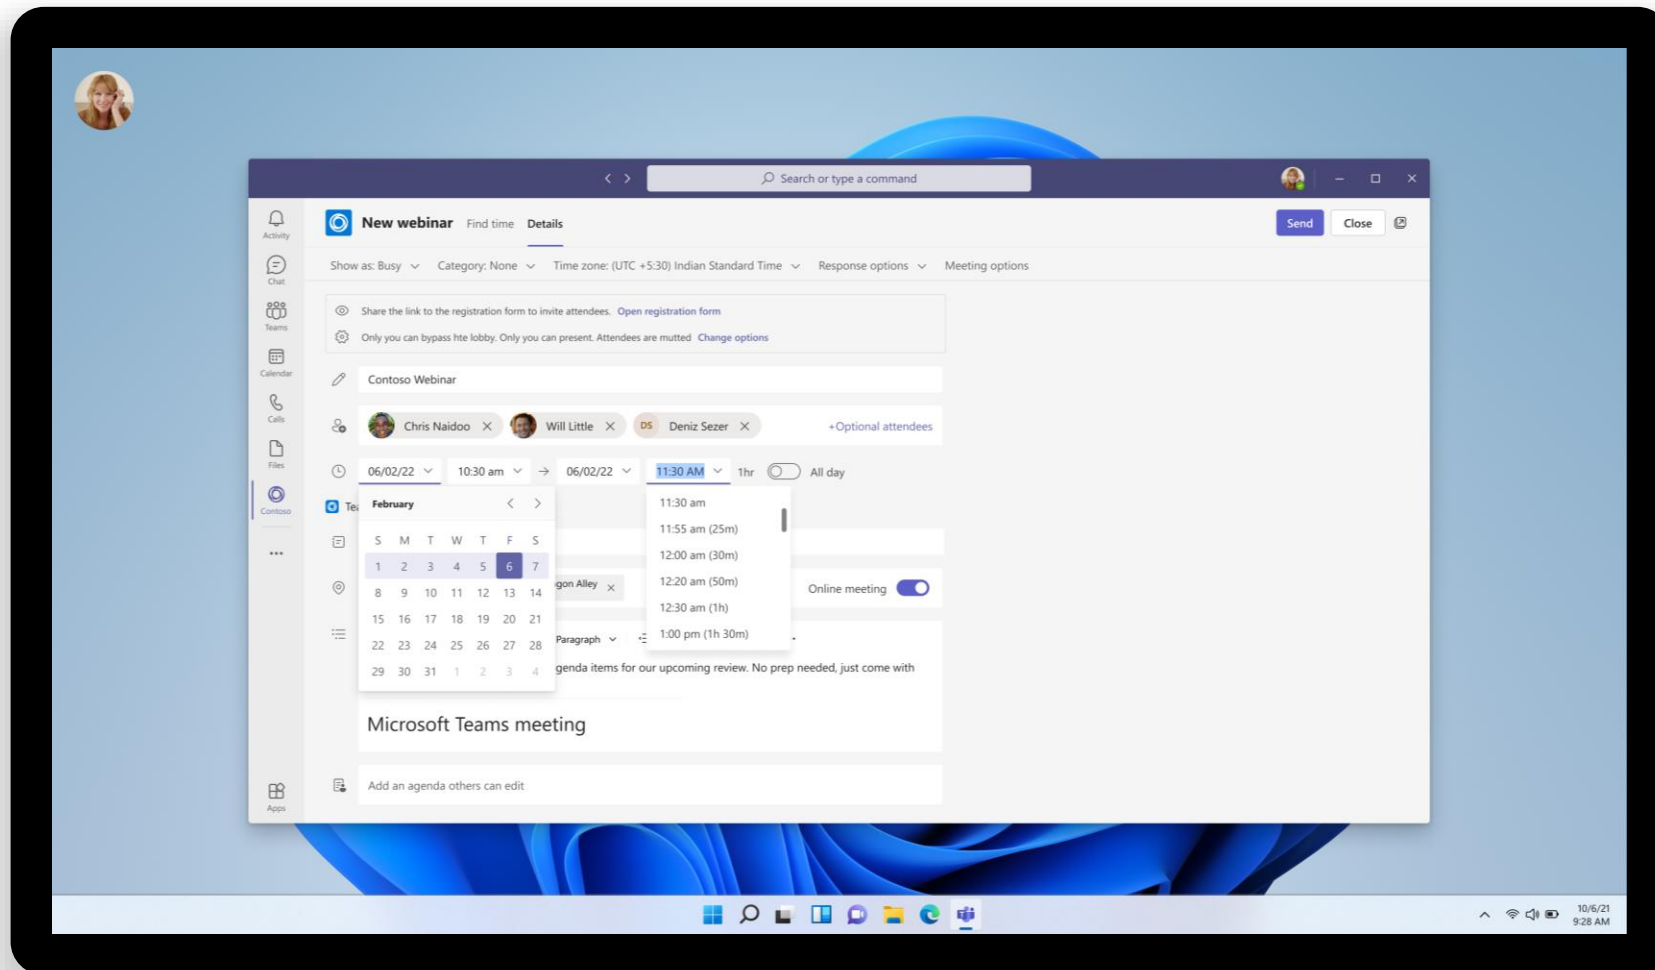 Search or type a command
Activity
Chat
Teams
Calendar
Calls
Files
Contoso
Apps
New webinar Find time Details
Send Close
Show as: Busy Category: None Time zone: (UTC +5:30) Indian Standard Time Response options Meeting options
Share the link to the registration form to invite attendees. Open registration form
Only you can bypass hte lobby. Only you can present. Attendees are mutted Change options
Contoso Webinar
Chris Naidoo Will Little DS Deniz Sezer +Optional attendees
06/02/22 10:30 am → 06/02/22 11:30 AM 1hr All day
Te
February
S M T W T F S
1 2 3 4 5 6 7
8 9 10 11 12 13 14
15 16 17 18 19 20 21
22 23 24 25 26 27 28
29 30 31 1 2 3 4
11:30 am
11:55 am (25m)
12:00 am (30m)
12:20 am (50m)
12:30 am (1h)
1:00 pm (1h 30m)
gon Alley
Online meeting
Paragraph
genda items for our upcoming review. No prep needed, just come with
Microsoft Teams meeting
Add an agenda others can edit
10/6/21
9:28 AM